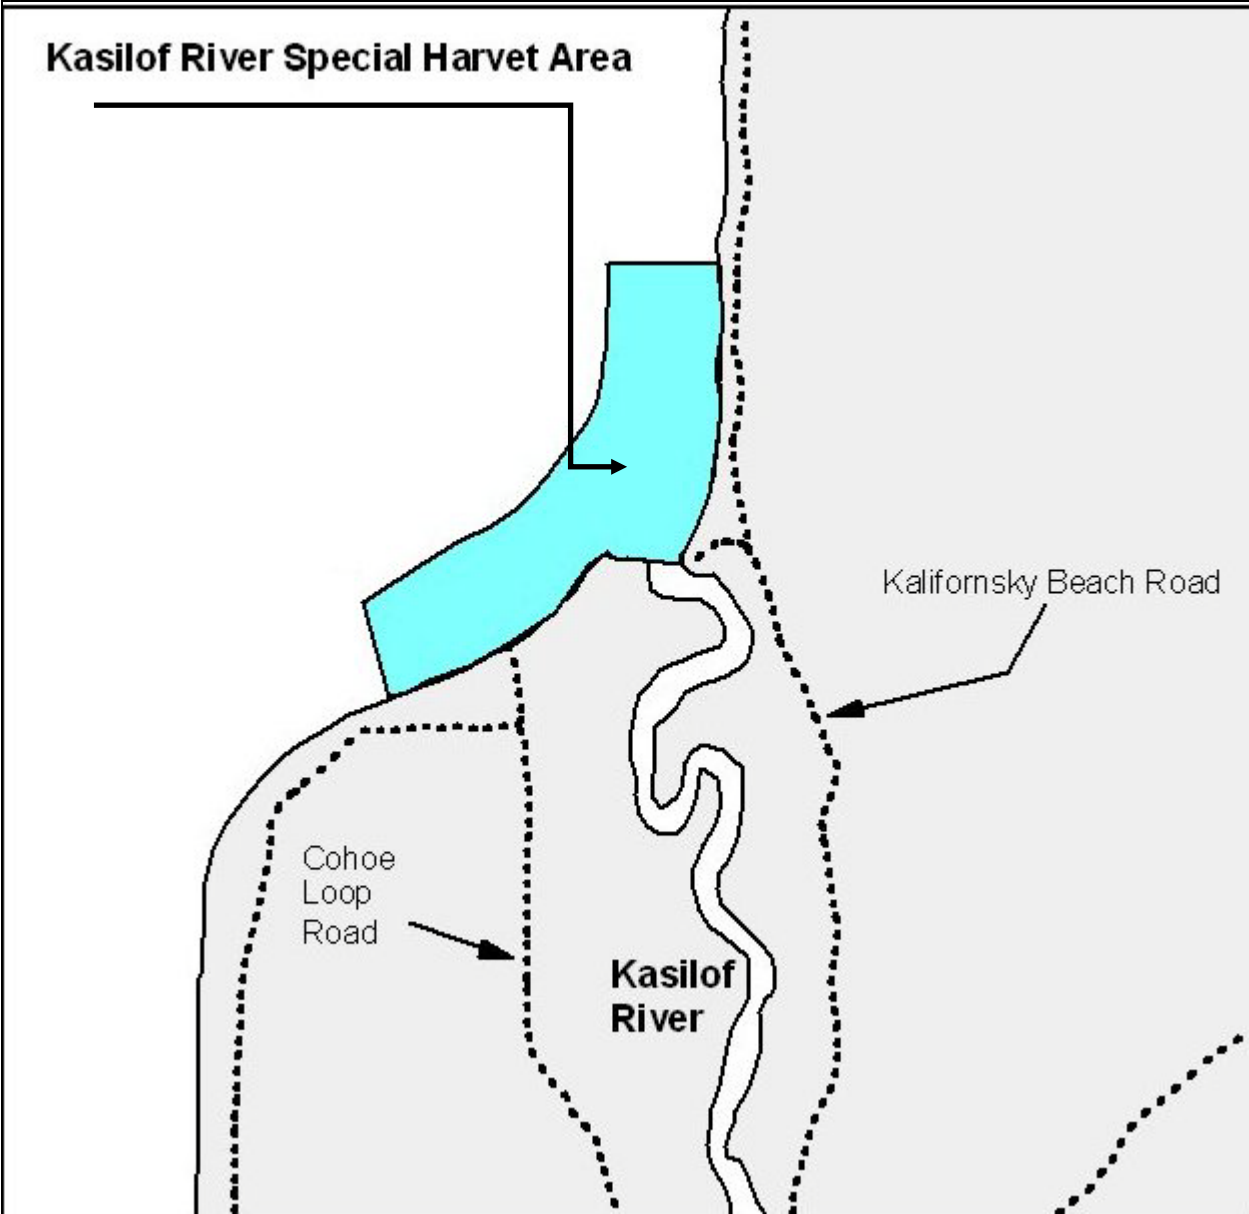 Kasilof River Special Harvet Area
Kalifornsky Beach Road
Cohoe
Loop
Road
Kasilof
River